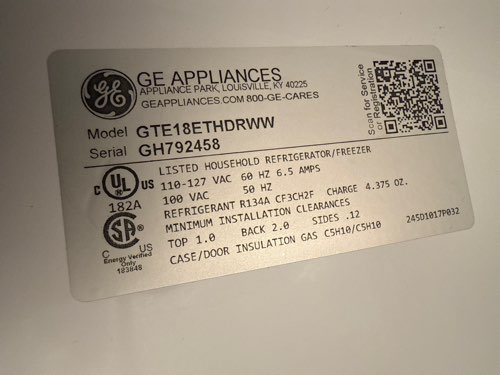 GE APPLIANCES
APPLIANCE PARK, LOUISVILLE, KY 40225
GEAPPLIANCES.COM 800-GE-CARES
Scan for Service
or Registration
Model GTE18ETHDRWW
Serial GH792458
LISTED HOUSEHOLD REFRIGERATOR/FREEZER
110-127 VAC 60 HZ 6.5 AMPS
100 VAC 50 HZ
REFRIGERANT R134A CF3CH2F CHARGE 4.375 OZ.
MINIMUM INSTALLATION CLEARANCES
TOP 1.0 BACK 2.0 SIDES .12
CASE/DOOR INSULATION GAS C5H10/C5H10
245D1017P032
C UL US
182A
SA
C US
Energy Verified
Only
183848